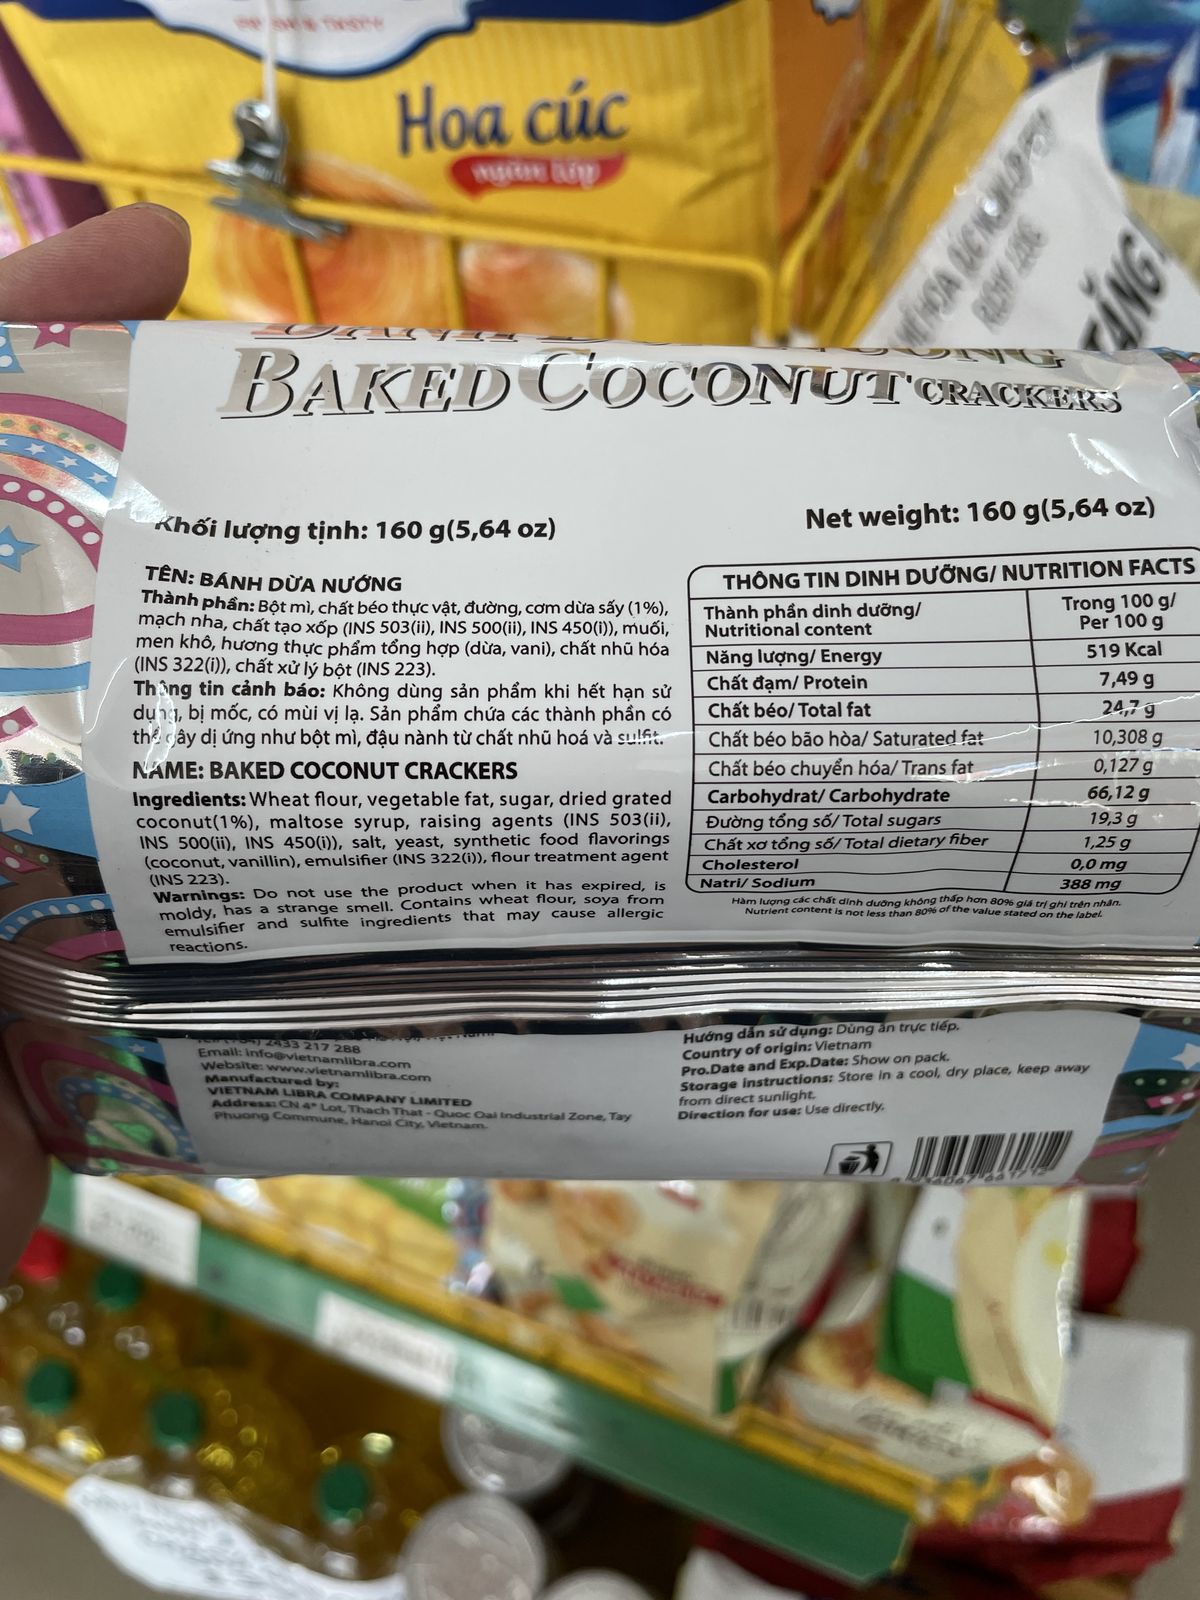 FRESH & TASTY
Hoa cúc
ngàn lớp
TẶNG
BAKED COCONUT CRACKERS
Khối lượng tịnh: 160 g(5,64 oz)
Net weight: 160 g(5,64 oz)
TÊN: BÁNH DỪA NƯỚNG
Thành phần: Bột mì, chất béo thực vật, đường, cơm dừa sấy (1%),
mạch nha, chất tạo xốp (INS 503(ii), INS 500(ii), INS 450(i)), muối,
men khô, hương thực phẩm tổng hợp (dừa, vani), chất nhũ hóa
(INS 322(i)), chất xử lý bột (INS 223).
Thông tin cảnh báo: Không dùng sản phẩm khi hết hạn sử
dụng, bị mốc, có mùi vị lạ. Sản phẩm chứa các thành phần có
thể gây dị ứng như bột mì, đậu nành từ chất nhũ hoá và sulfit.
NAME: BAKED COCONUT CRACKERS
Ingredients: Wheat flour, vegetable fat, sugar, dried grated
coconut(1%), maltose syrup, raising agents (INS 503(ii),
INS 500(ii), INS 450(i)), salt, yeast, synthetic food flavorings
(coconut, vanillin), emulsifier (INS 322(i)), flour treatment agent
(INS 223).
Warnings: Do not use the product when it has expired, is
moldy, has a strange smell. Contains wheat flour, soya from
emulsifier and sulfite ingredients that may cause allergic
reactions.
THÔNG TIN DINH DƯỠNG/ NUTRITION FACTS
Thành phần dinh dưỡng/ Trong 100 g/
Nutritional content Per 100 g
Năng lượng/ Energy 519 Kcal
Chất đạm/ Protein 7,49 g
Chất béo/ Total fat 24,7 g
Chất béo bão hòa/ Saturated fat 10,308 g
Chất béo chuyển hóa/ Trans fat 0,127 g
Carbohydrat/ Carbohydrate 66,12 g
Đường tổng số/ Total sugars 19,3 g
Chất xơ tổng số/ Total dietary fiber 1,25 g
Cholesterol 0,0 mg
Natri/ Sodium 388 mg
Hàm lượng các chất dinh dưỡng không thấp hơn 80% giá trị ghi trên nhãn.
Nutrient content is not less than 80% of the value stated on the label.
2433 217 288
Email: info@vietnamlibra.com
Website: www.vietnamlibra.com
Manufactured by:
VIETNAM LIBRA COMPANY LIMITED
Address: CN 4* Lot, Thach That - Quoc Oai Industrial Zone, Tay
Phuong Commune, Hanoi City, Vietnam.
Hướng dẫn sử dụng: Dùng ăn trực tiếp.
Country of origin: Vietnam
Pro.Date and Exp.Date: Show on pack.
Storage instructions: Store in a cool, dry place, keep away
from direct sunlight.
Direction for use: Use directly.